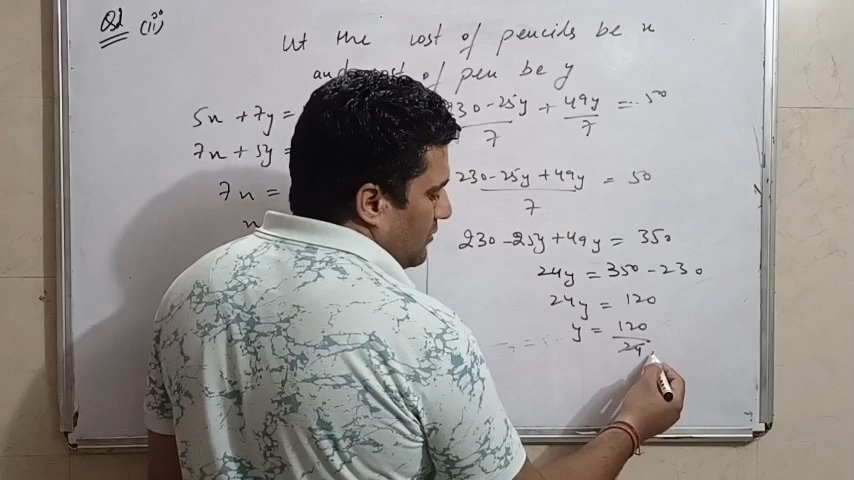 Q2 (ii)
let the cost of pencils be x
and cost of pen be y
5x + 7y =
7x + 5y =
7x =
x
230 - 25y / 7 + 49y / 7 = 50
230 - 25y + 49y / 7 = 50
230 - 25y + 49y = 350
24y = 350 - 230
24y = 120
y = 120 / 24